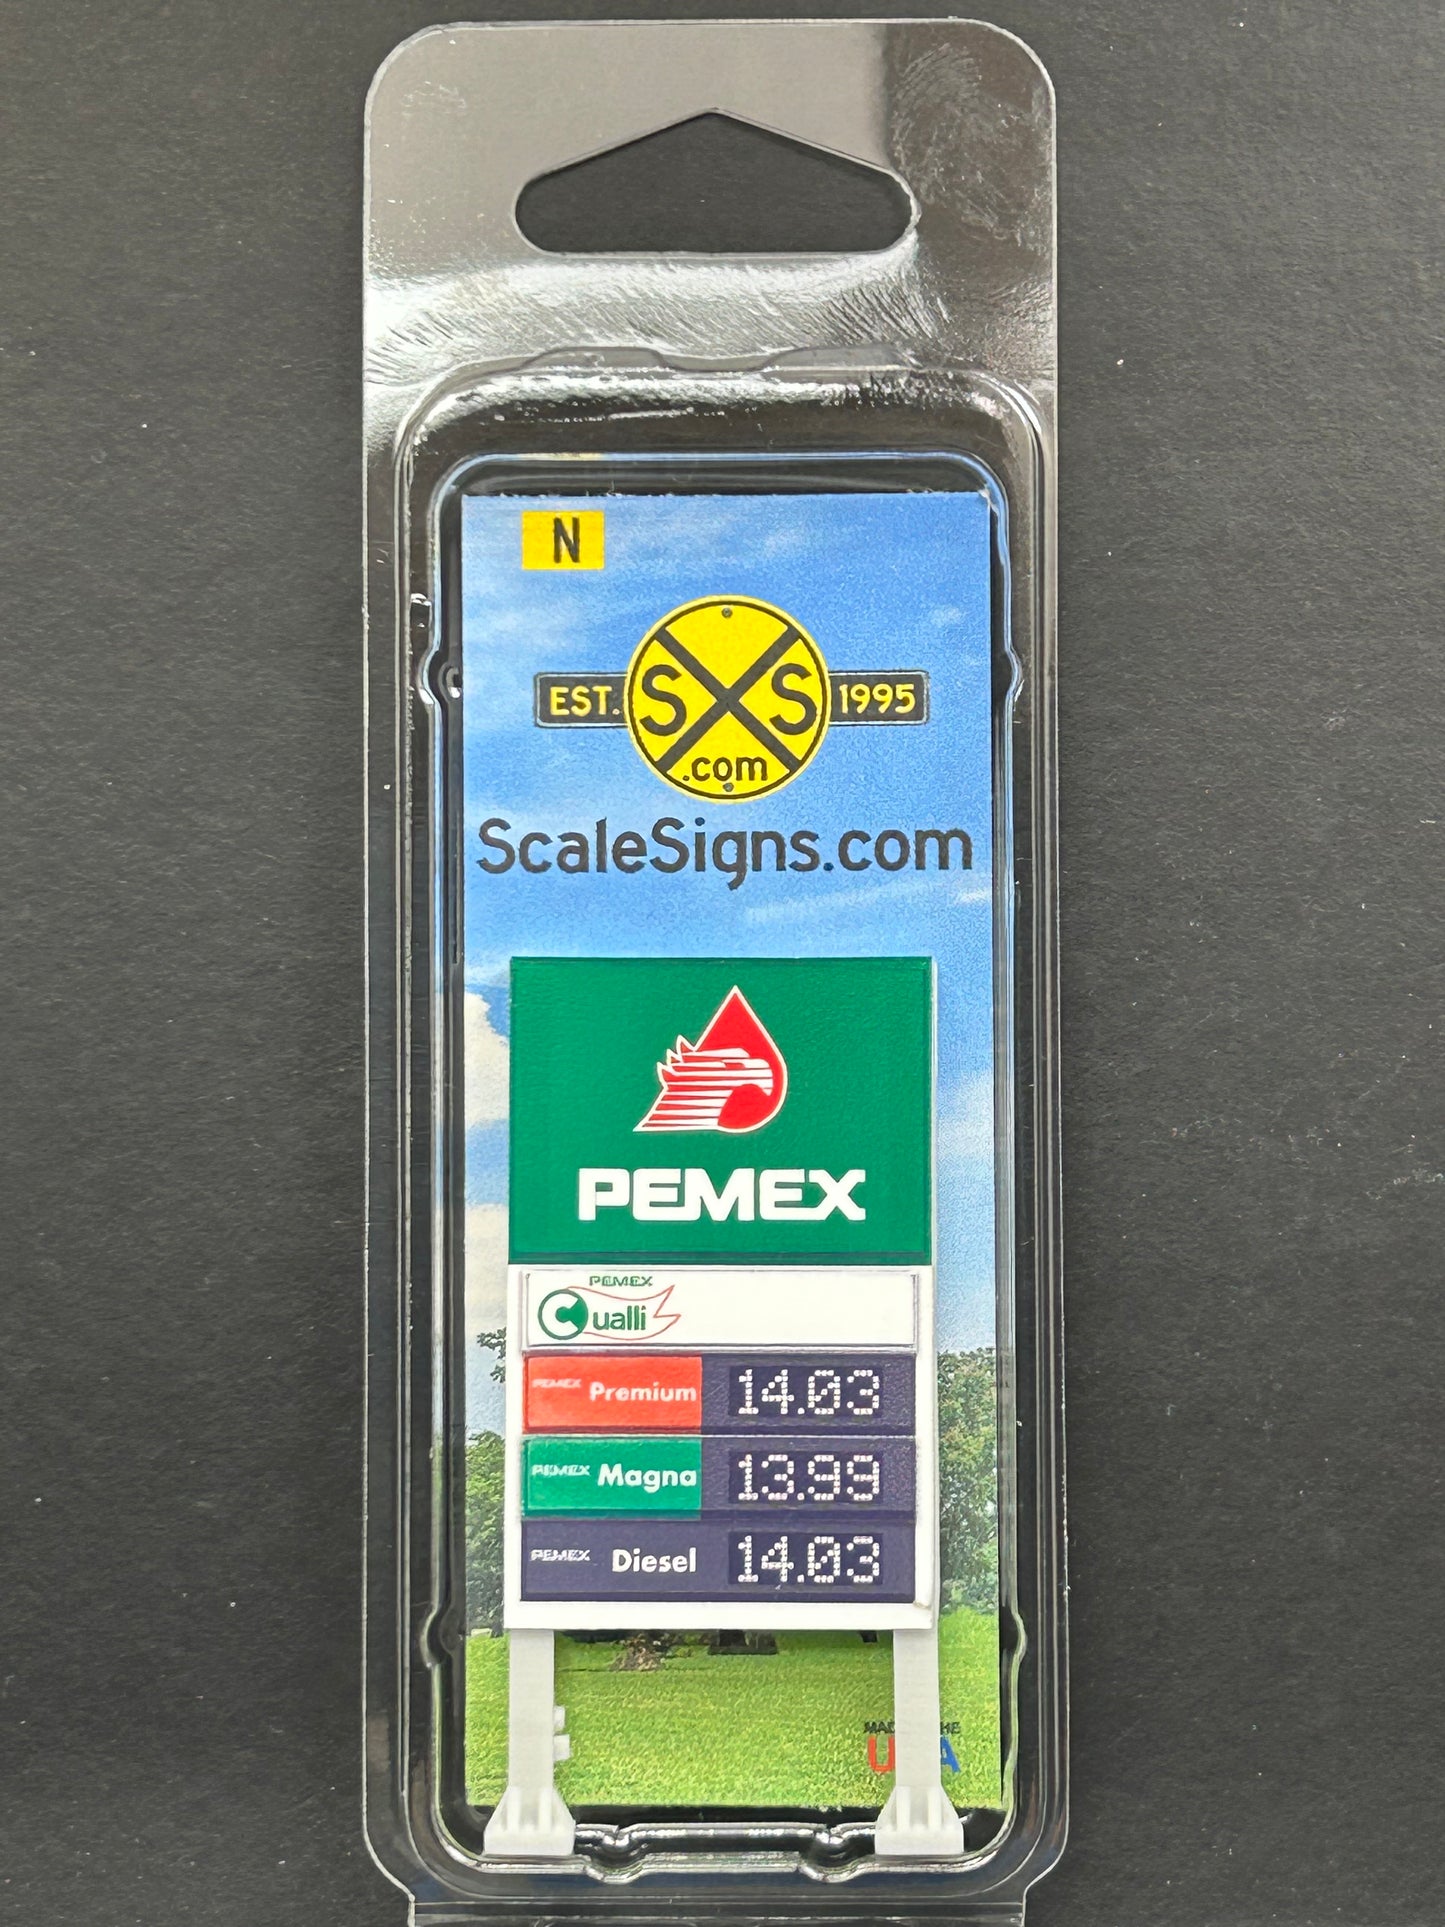 N
EST. SXS 1995
.com
ScaleSigns.com
PEMEX
PEMEX
Cualli
PEMEX Premium 14.03
PEMEX Magna 13.99
PEMEX Diesel 14.03